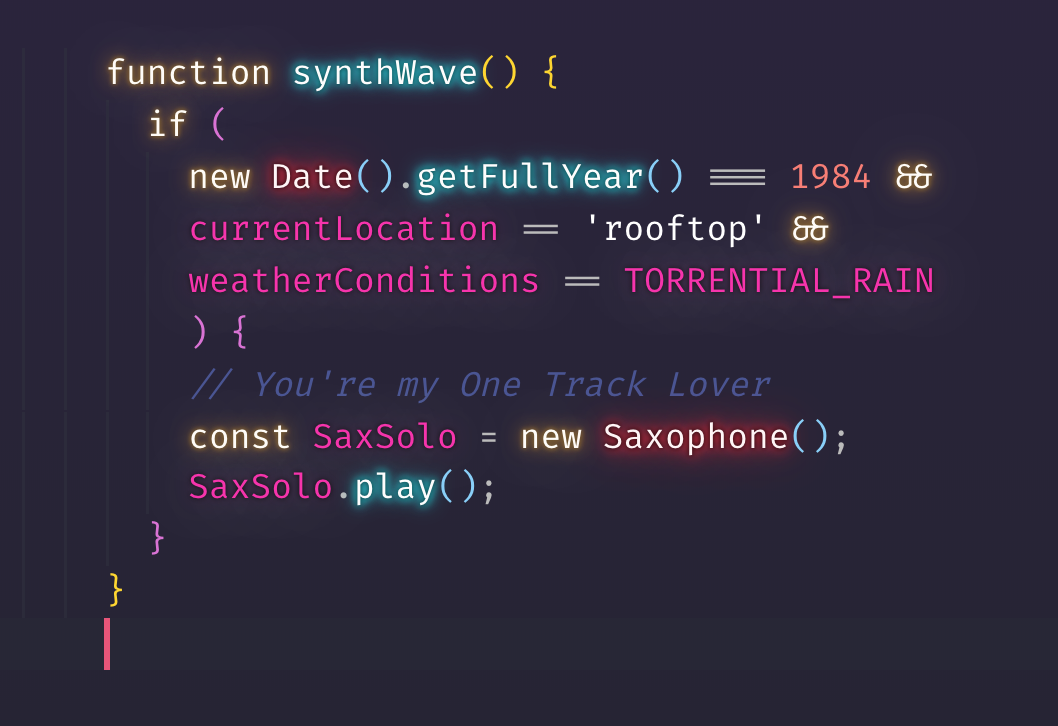 function synthWave() {
  if (
    new Date().getFullYear() === 1984 &&
    currentLocation == 'rooftop' &&
    weatherConditions == TORRENTIAL_RAIN
    ) {
    // You're my One Track Lover
    const SaxSolo = new Saxophone();
    SaxSolo.play();
  }
}